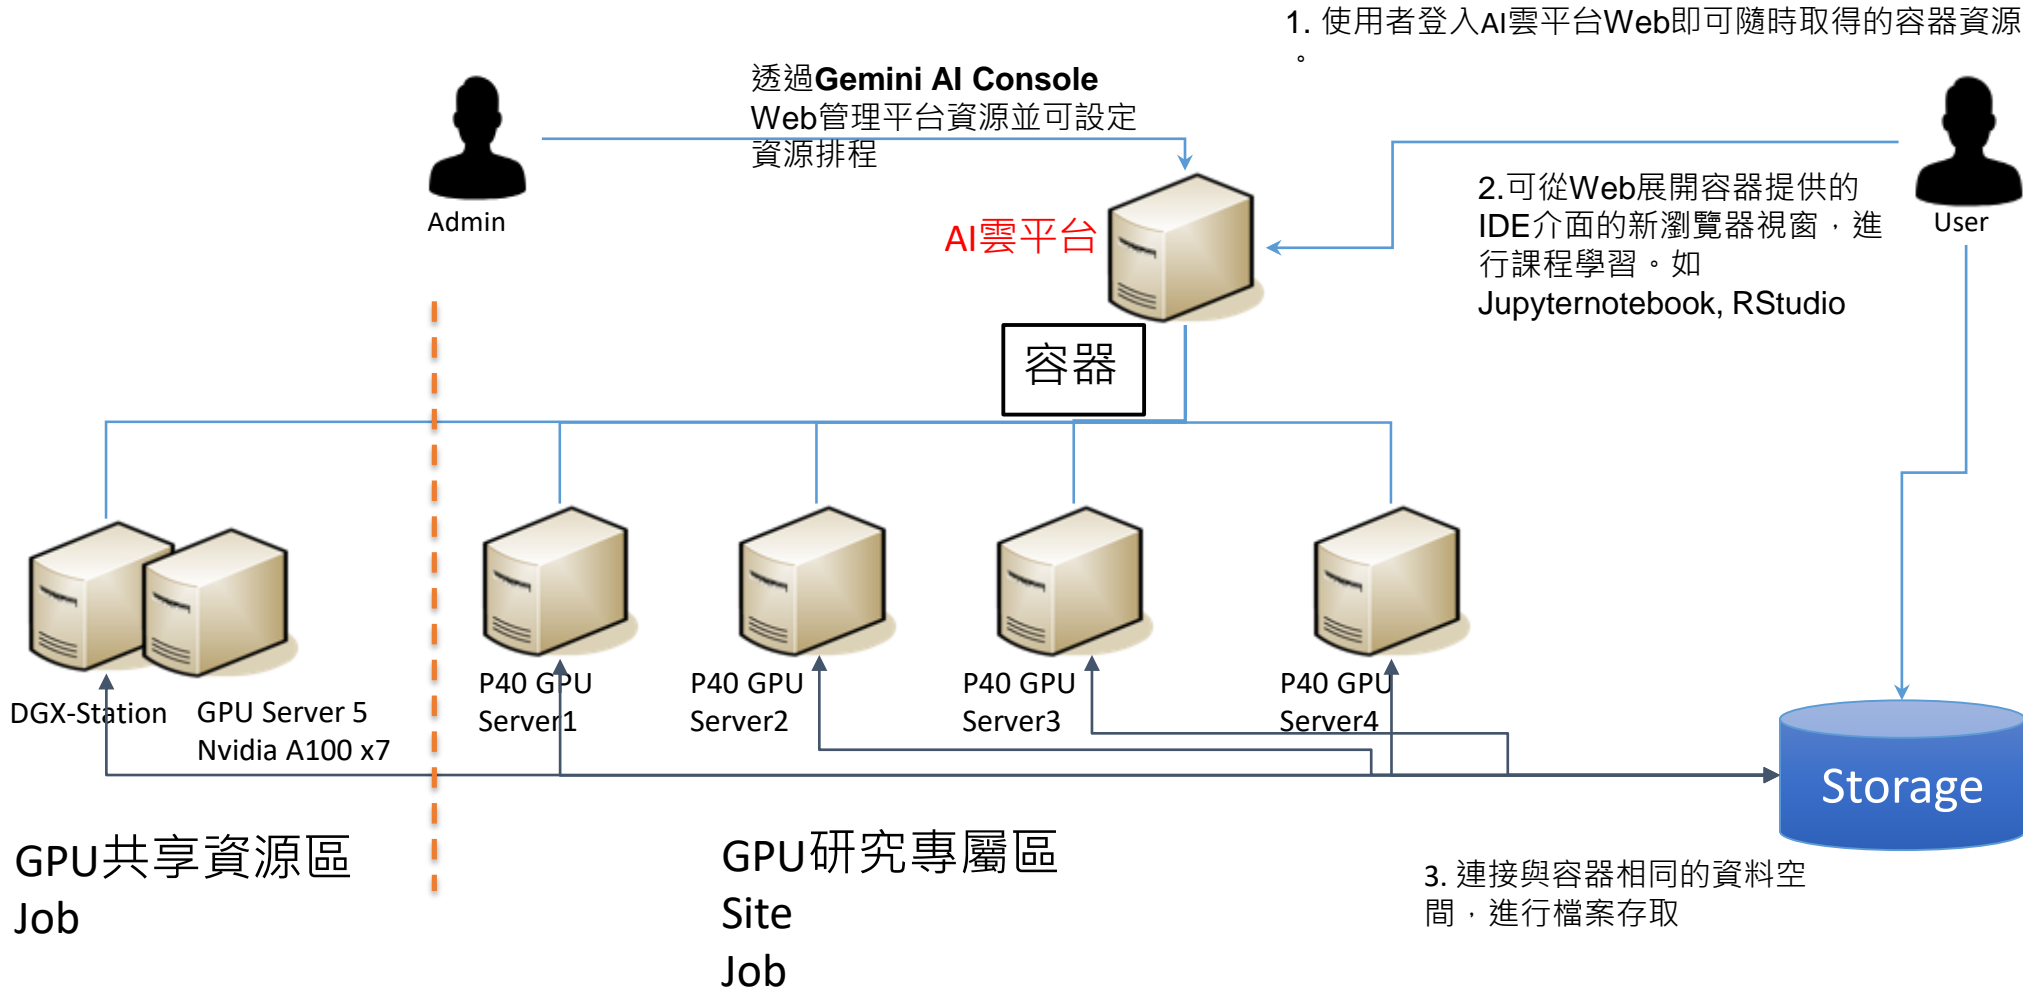 1. 使用者登入AI雲平台Web即可隨時取得的容器資源
。
透過Gemini AI Console
Web管理平台資源並可設定
資源排程
Admin
AI雲平台
2.可從Web展開容器提供的
IDE介面的新瀏覽器視窗，進
行課程學習。如
Jupyternotebook, RStudio
User
容器
DGX-Station
GPU Server 5
Nvidia A100 x7
P40 GPU
Server1
P40 GPU
Server2
P40 GPU
Server3
P40 GPU
Server4
Storage
GPU共享資源區
Job
GPU研究專屬區
Site
Job
3. 連接與容器相同的資料空
間，進行檔案存取